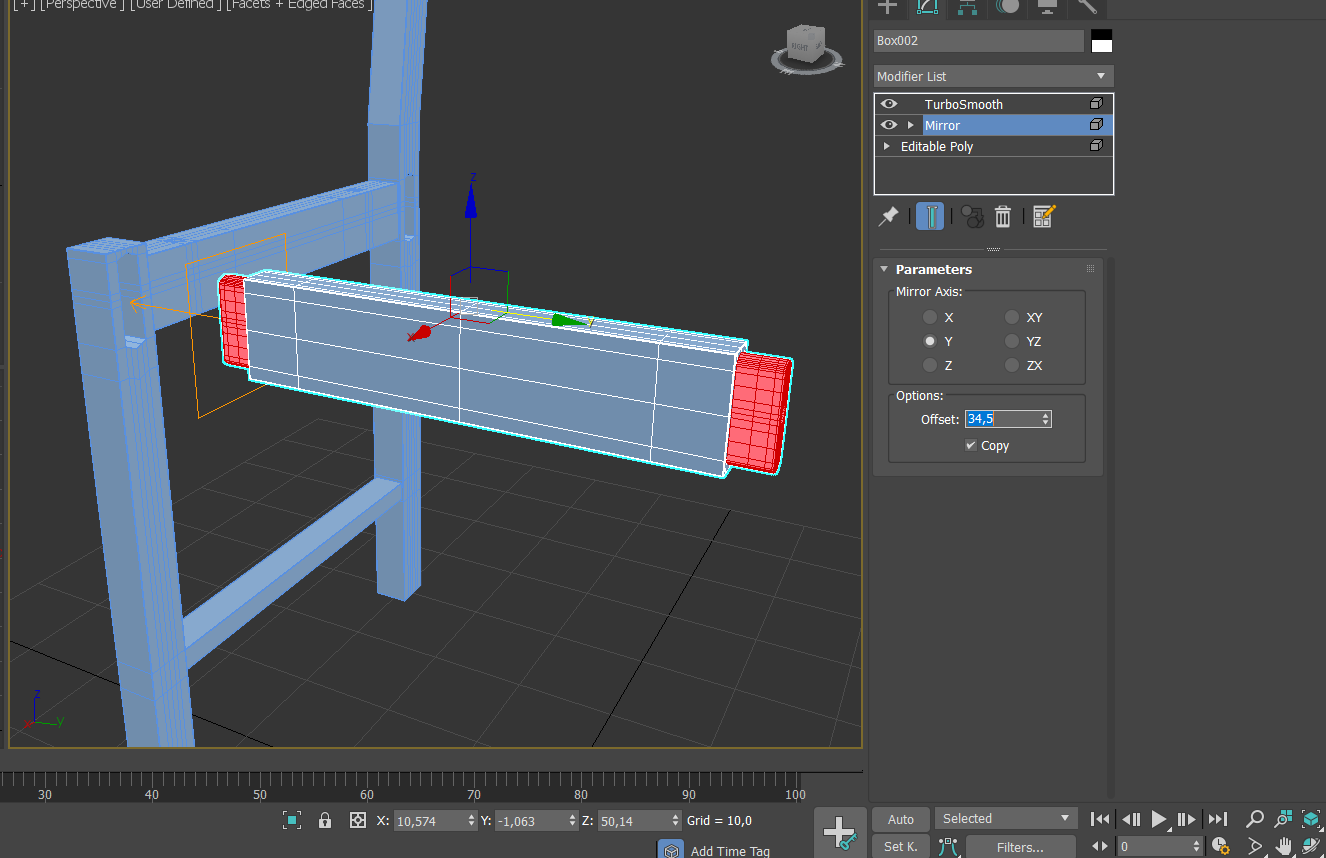 [ + ] [Perspective ] [User Defined ] [Facets + Edged Faces ]
RIGHT
z
x
z
x
y
Box002
Modifier List
TurboSmooth
Mirror
Editable Poly
Parameters
Mirror Axis:
X XY
Y YZ
Z ZX
Options:
Offset: 34,5
Copy
30 40 50 60 70 80 90 100
X: 10,574 Y: -1,063 Z: 50,14 Grid = 10,0
Add Time Tag
Auto Selected
Set K. Filters...
0